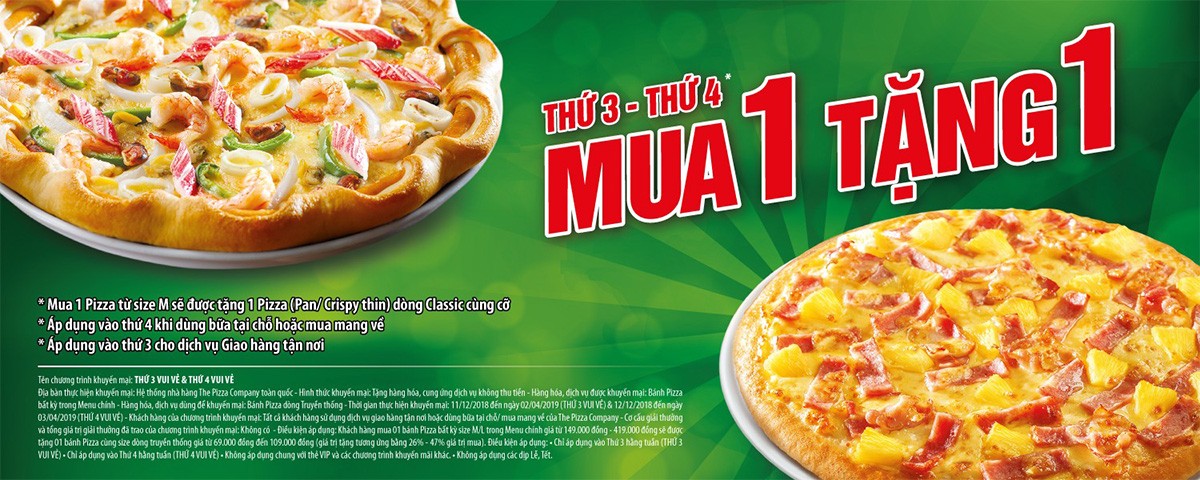 THỨ 3 - THỨ 4*
MUA 1 TẶNG 1
* Mua 1 Pizza từ size M sẽ được tặng 1 Pizza (Pan/ Crispy thin) dòng Classic cùng cỡ
* Áp dụng vào thứ 4 khi dùng bữa tại chỗ hoặc mua mang về
* Áp dụng vào thứ 3 cho dịch vụ Giao hàng tận nơi
Tên chương trình khuyến mại: THỨ 3 VUI VẺ & THỨ 4 VUI VẺ
Địa bàn thực hiện khuyến mại: Hệ thống nhà hàng The Pizza Company toàn quốc - Hình thức khuyến mại: Tặng hàng hóa, cung ứng dịch vụ không thu tiền - Hàng hóa, dịch vụ được khuyến mại: Bánh Pizza
bất kỳ trong Menu chính - Hàng hóa, dịch vụ dùng để khuyến mại: Bánh Pizza dòng Truyền thống - Thời gian thực hiện khuyến mại: 11/12/2018 đến ngày 02/04/2019 (THỨ 3 VUI VẺ) & 12/12/2018 đến ngày
03/04/2019 (THỨ 4 VUI VẺ) - Khách hàng của chương trình khuyến mại: Tất cả khách hàng sử dụng dịch vụ giao hàng tận nơi hoặc dùng bữa tại chỗ/ mua mang về của The Pizza Company - Cơ cấu giải thưởng
và tổng giá trị giải thưởng đã trao của chương trình khuyến mại: Không có - Điều kiện áp dụng: Khách hàng mua 01 bánh Pizza bất kỳ size M/L trong Menu chính giá từ 149.000 đồng - 419.000 đồng sẽ được
tặng 01 bánh Pizza cùng size dòng truyền thống giá từ 69.000 đồng đến 109.000 đồng (giá trị tặng tương ứng bằng 26% - 47% giá trị mua). Điều kiện áp dụng: • Chỉ áp dụng vào Thứ 3 hằng tuần (THỨ 3
VUI VẺ) • Chỉ áp dụng vào Thứ 4 hằng tuần (THỨ 4 VUI VẺ) • Không áp dụng chung với thẻ VIP và các chương trình khuyến mãi khác. • Không áp dụng các dịp Lễ, Tết.